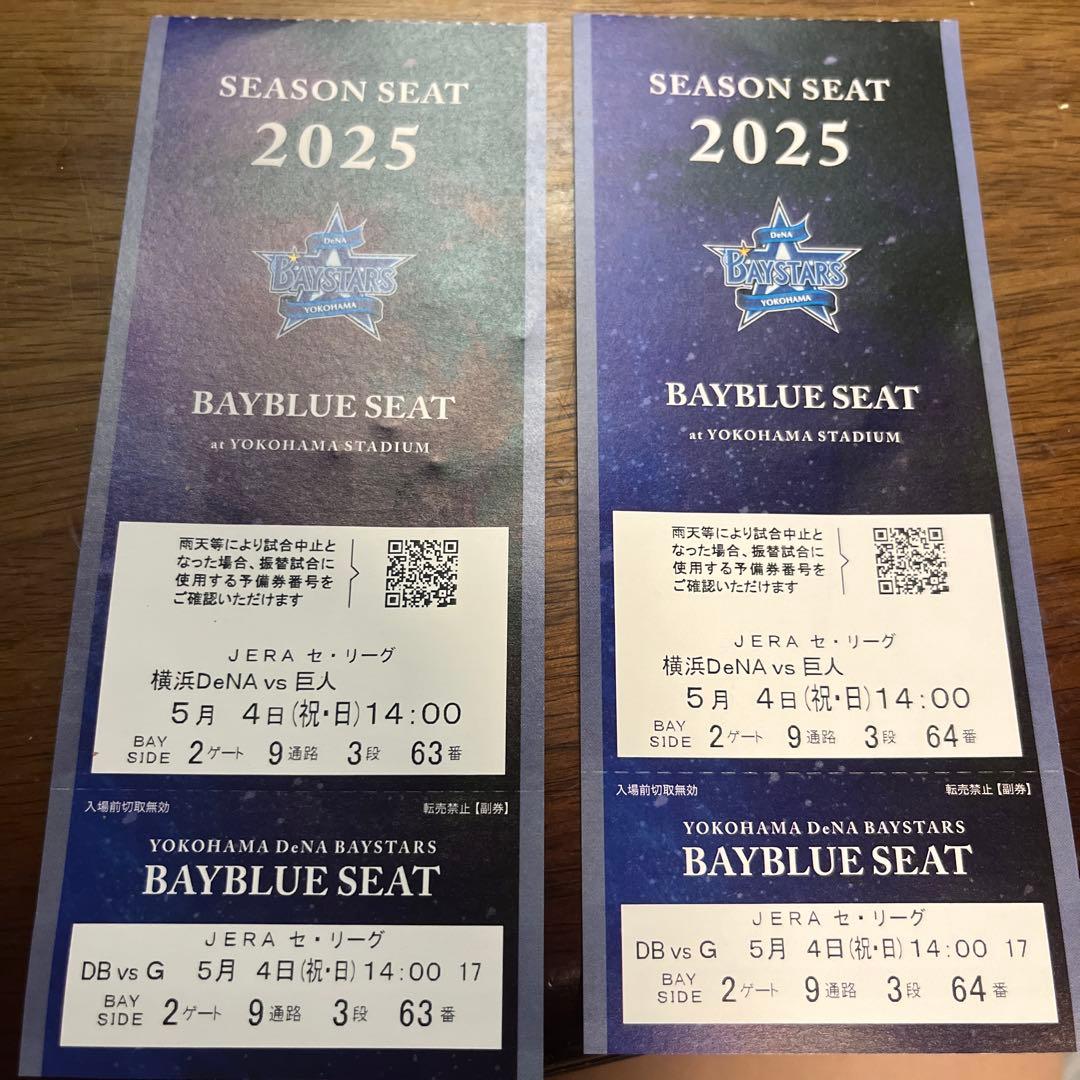 SEASON SEAT
2025
DeNA
BAYSTARS
YOKOHAMA
BAYBLUE SEAT
at YOKOHAMA STADIUM
雨天等により試合中止と
なった場合、振替試合に
使用する予備券番号を
ご確認いただけます
JERA セ・リーグ
横浜DeNA vs 巨人
5月 4日(祝・日)14:00
BAY SIDE 2ゲート 9通路 3段 63番
入場前切取無効 転売禁止【副券】
YOKOHAMA DeNA BAYSTARS
BAYBLUE SEAT
JERA セ・リーグ
DB vs G 5月 4日(祝・日)14:00 17
BAY SIDE 2ゲート 9通路 3段 63番
SEASON SEAT
2025
DeNA
BAYSTARS
YOKOHAMA
BAYBLUE SEAT
at YOKOHAMA STADIUM
雨天等により試合中止と
なった場合、振替試合に
使用する予備券番号を
ご確認いただけます
JERA セ・リーグ
横浜DeNA vs 巨人
5月 4日(祝・日)14:00
BAY SIDE 2ゲート 9通路 3段 64番
入場前切取無効 転売禁止【副券】
YOKOHAMA DeNA BAYSTARS
BAYBLUE SEAT
JERA セ・リーグ
DB vs G 5月 4日(祝・日)14:00 17
BAY SIDE 2ゲート 9通路 3段 64番